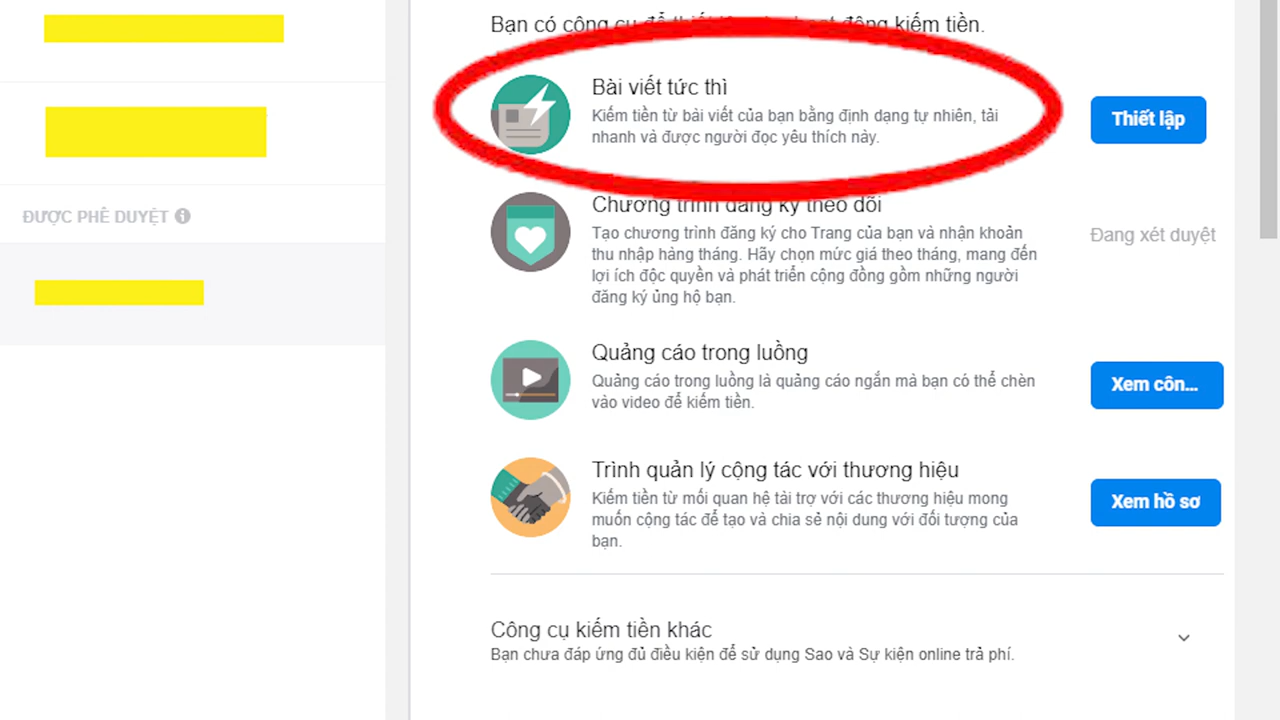 Bạn có công cụ để thiết lập và hoạt động kiếm tiền.
Bài viết tức thì
Kiếm tiền từ bài viết của bạn bằng định dạng tự nhiên, tải
nhanh và được người đọc yêu thích này.
Thiết lập
ĐƯỢC PHÊ DUYỆT
Chương trình đăng ký theo dõi
Tạo chương trình đăng ký cho Trang của bạn và nhận khoản
thu nhập hàng tháng. Hãy chọn mức giá theo tháng, mang đến
lợi ích độc quyền và phát triển cộng đồng gồm những người
đăng ký ủng hộ bạn.
Đang xét duyệt
Quảng cáo trong luồng
Quảng cáo trong luồng là quảng cáo ngắn mà bạn có thể chèn
vào video để kiếm tiền.
Xem côn...
Trình quản lý cộng tác với thương hiệu
Kiếm tiền từ mối quan hệ tài trợ với các thương hiệu mong
muốn cộng tác để tạo và chia sẻ nội dung với đối tượng của
bạn.
Xem hồ sơ
Công cụ kiếm tiền khác
Bạn chưa đáp ứng đủ điều kiện để sử dụng Sao và Sự kiện online trả phí.